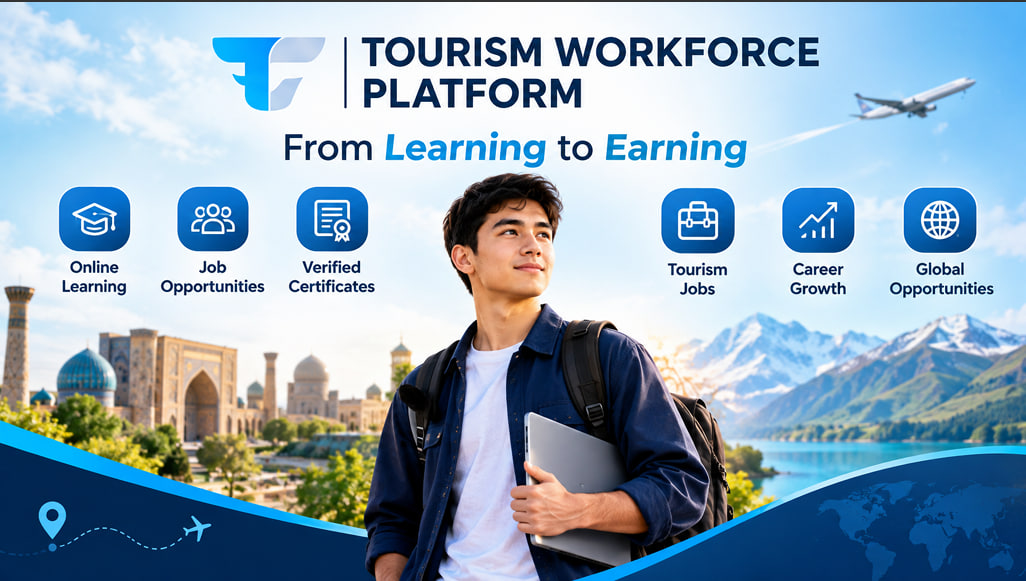 TOURISM WORKFORCE
PLATFORM
From Learning to Earning
Online
Learning
Job
Opportunities
Verified
Certificates
Tourism
Jobs
Career
Growth
Global
Opportunities